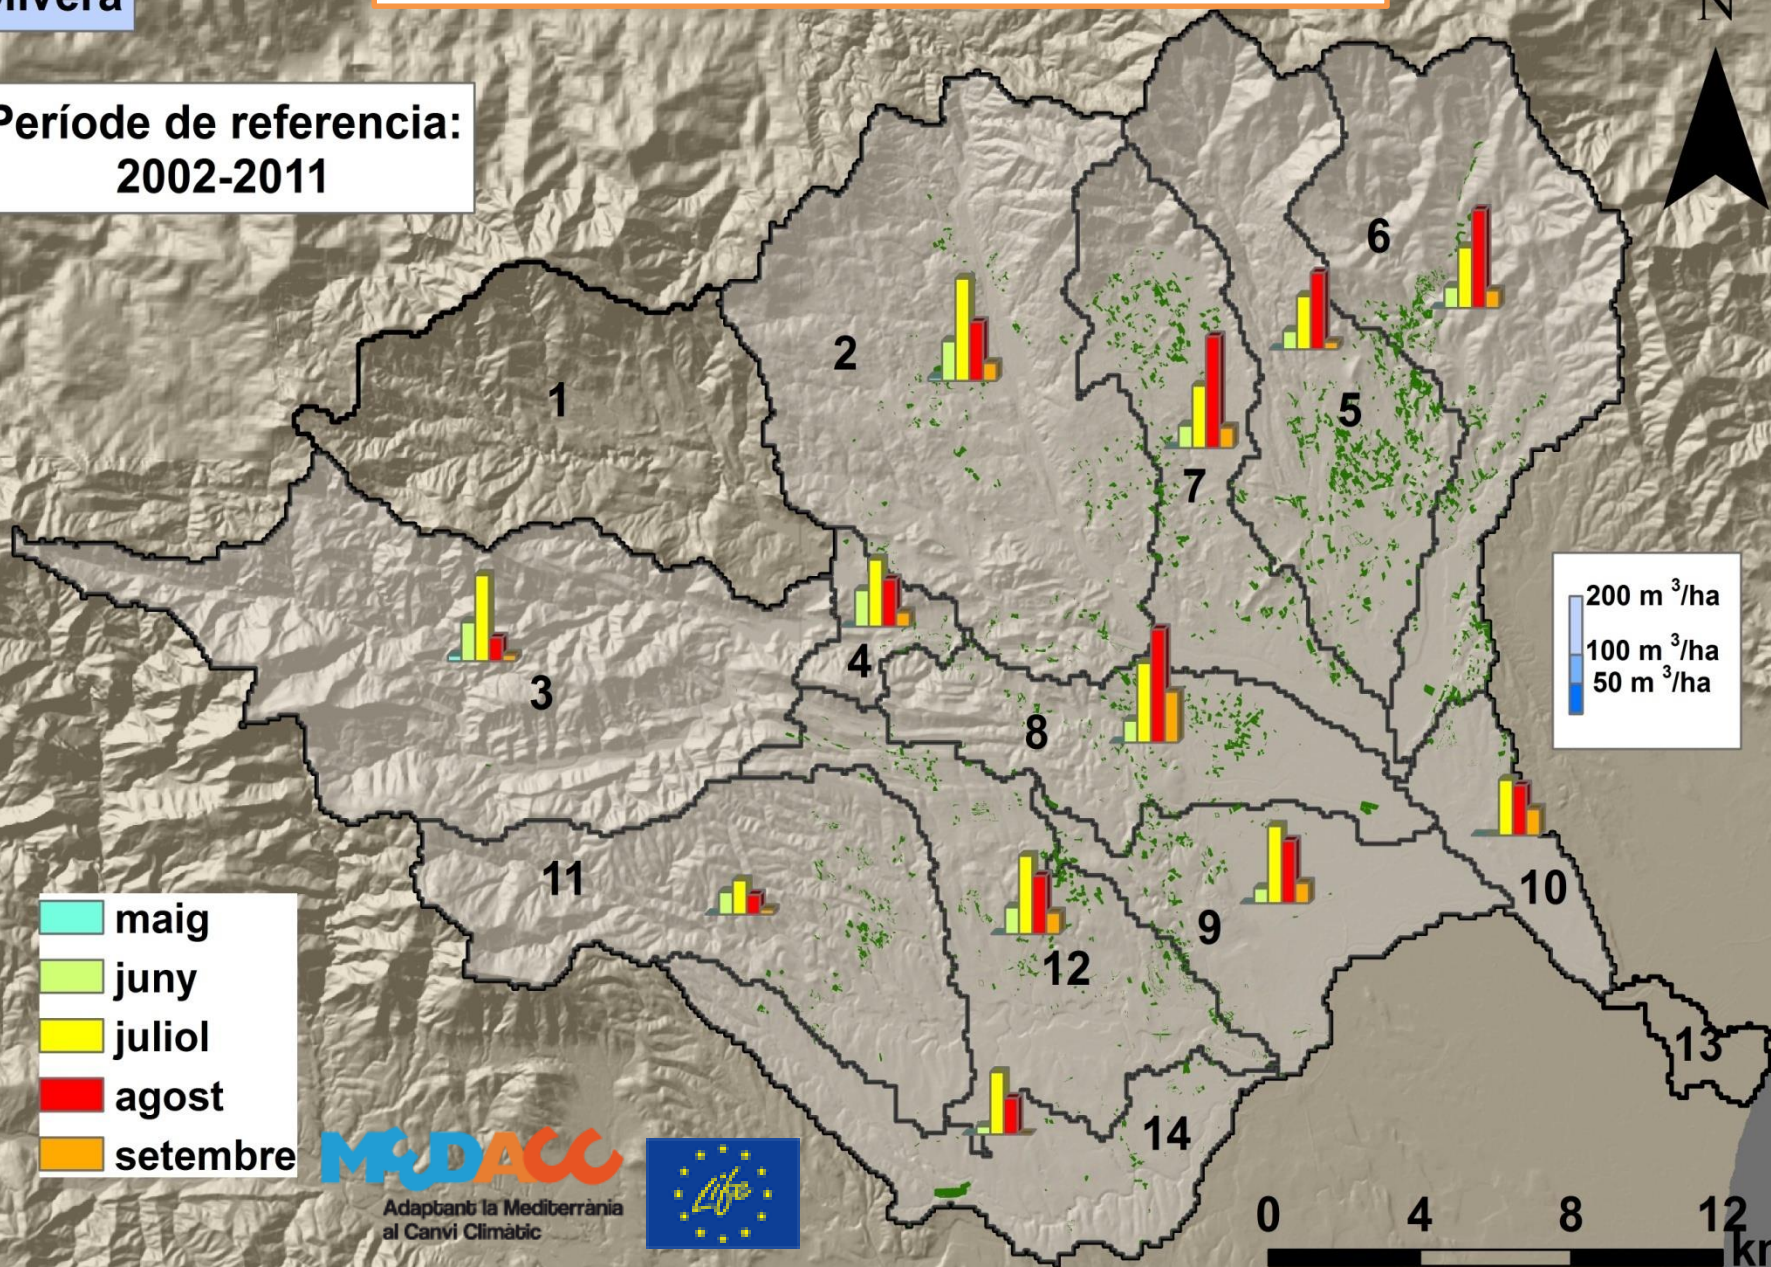 N
Període de referencia:
2002-2011
6
2
1
5
7
200 m ³/ha
100 m ³/ha
50 m ³/ha
4
3
8
11
10
9
12
maig
juny
juliol
agost
setembre
13
14
MEDACC
Adaptant la Mediterrània
al Canvi Climàtic
life
0 4 8 12